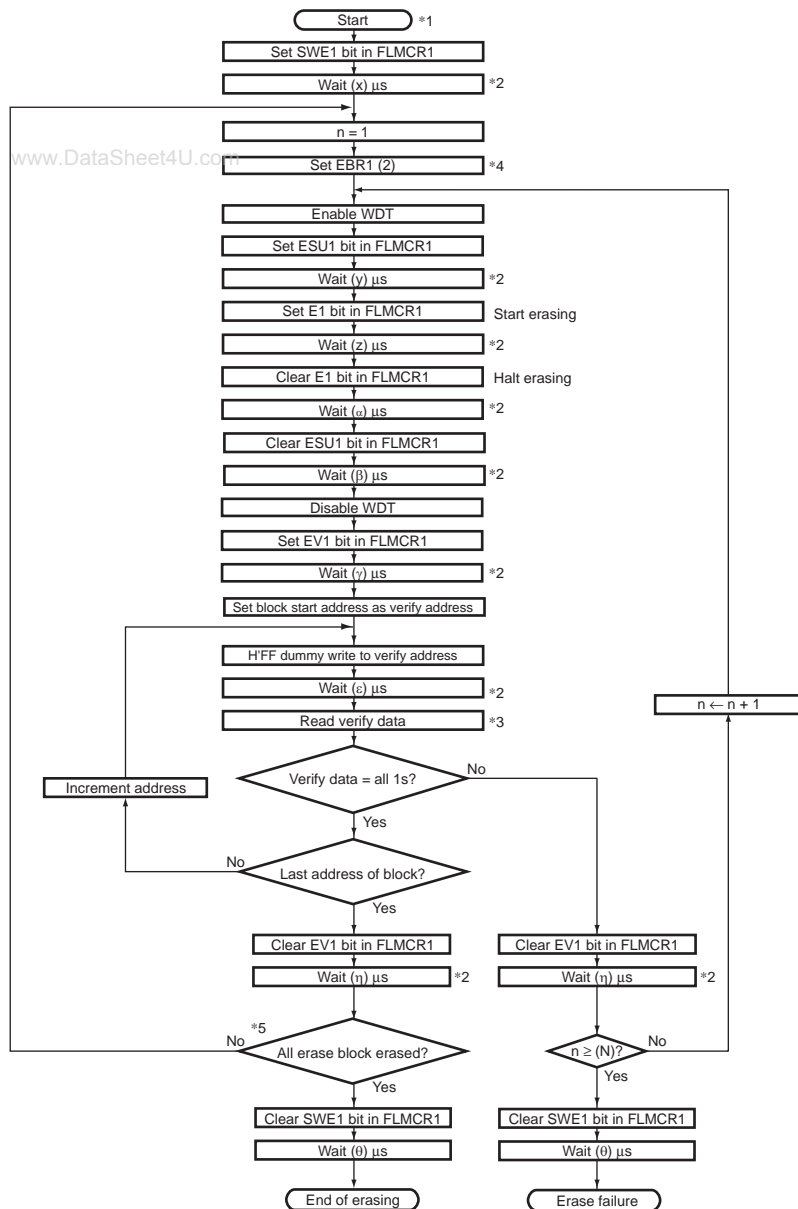 Start *1
Set SWE1 bit in FLMCR1
Wait (x) μs *2
n = 1
www.DataSheet4U.com
Set EBR1 (2) *4
Enable WDT
Set ESU1 bit in FLMCR1
Wait (y) μs *2
Set E1 bit in FLMCR1 Start erasing
Wait (z) μs *2
Clear E1 bit in FLMCR1 Halt erasing
Wait (α) μs *2
Clear ESU1 bit in FLMCR1
Wait (β) μs *2
Disable WDT
Set EV1 bit in FLMCR1
Wait (γ) μs *2
Set block start address as verify address
H'FF dummy write to verify address
Wait (ε) μs *2
n ← n + 1
Read verify data *3
Verify data = all 1s?
No
Increment address
Yes
No
Last address of block?
Yes
Clear EV1 bit in FLMCR1 Clear EV1 bit in FLMCR1
Wait (η) μs *2 Wait (η) μs *2
*5
No
All erase block erased?
n ≥ (N)?
No
Yes
Yes
Clear SWE1 bit in FLMCR1 Clear SWE1 bit in FLMCR1
Wait (θ) μs Wait (θ) μs
End of erasing Erase failure